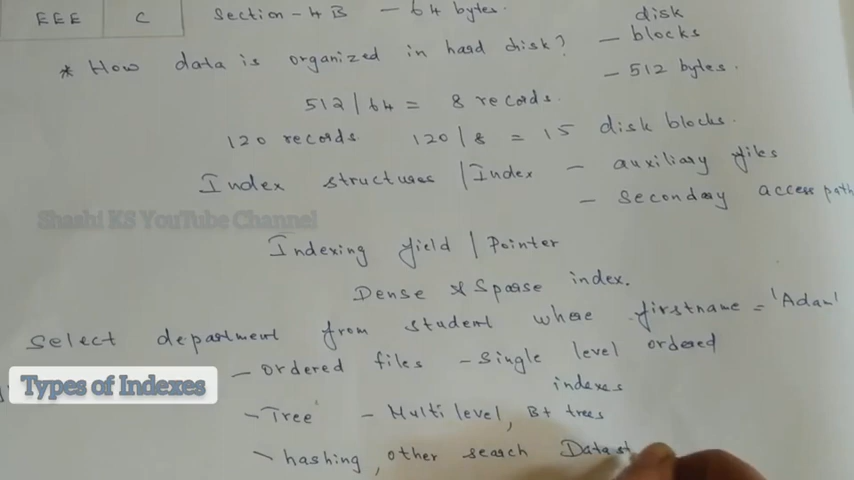 EEE C Section - 4 B - 64 bytes.
* How data is organized in hard disk? - disk blocks
- 512 bytes.
512 / 64 = 8 records.
120 records. 120 / 8 = 15 disk blocks.
Index structures / Index - auxiliary files
- secondary access path
Shashi KS YouTube Channel
Indexing yield / Pointer
Dense & Sparse index.
Select department from student where firstname = 'Adam'
Types of Indexes
- ordered files - Single level ordered
indexes
- Tree - Multi level, B+ trees
- hashing, other search Data st